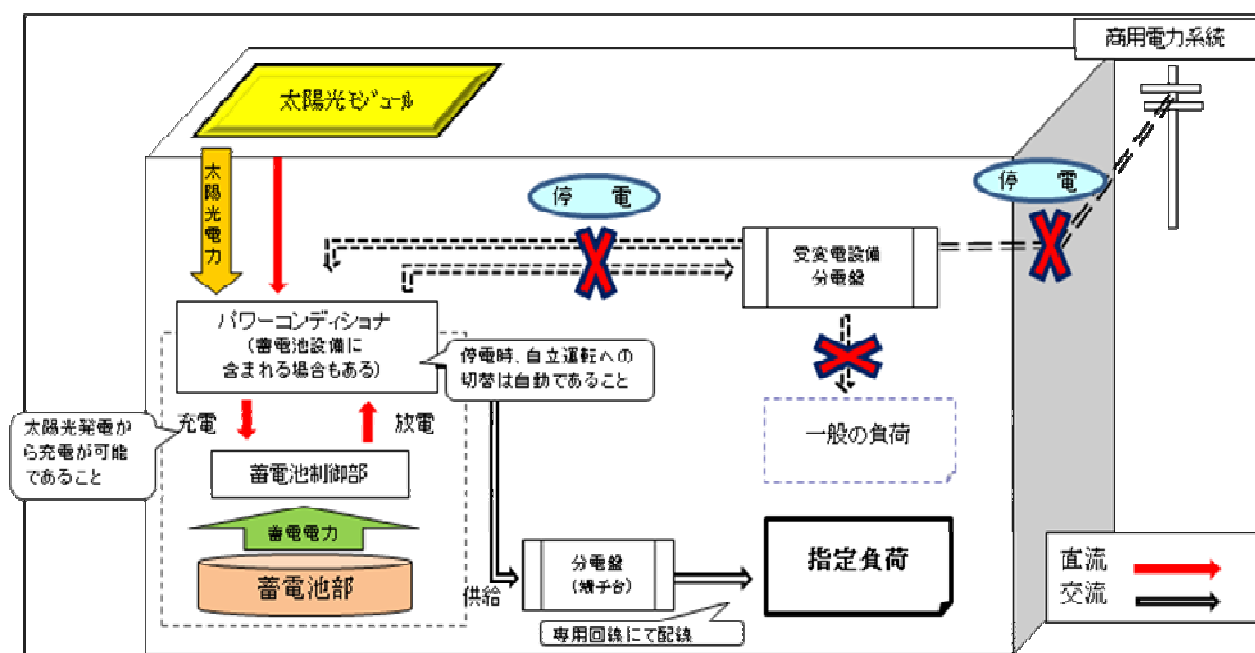 商用電力系統
太陽光モジュール
太陽光電力
停　電
停　電
受変電設備
分電盤
パワーコンディショナ
(蓄電池設備に
含まれる場合もある)
停電時、自立運転への
切替は自動であること
太陽光発電か
ら充電が可能
であること
充電
放電
一般の負荷
蓄電池制御部
蓄電電力
蓄電池部
供給
分電盤
(端子台)
指定負荷
専用回線にて配線
直流
交流